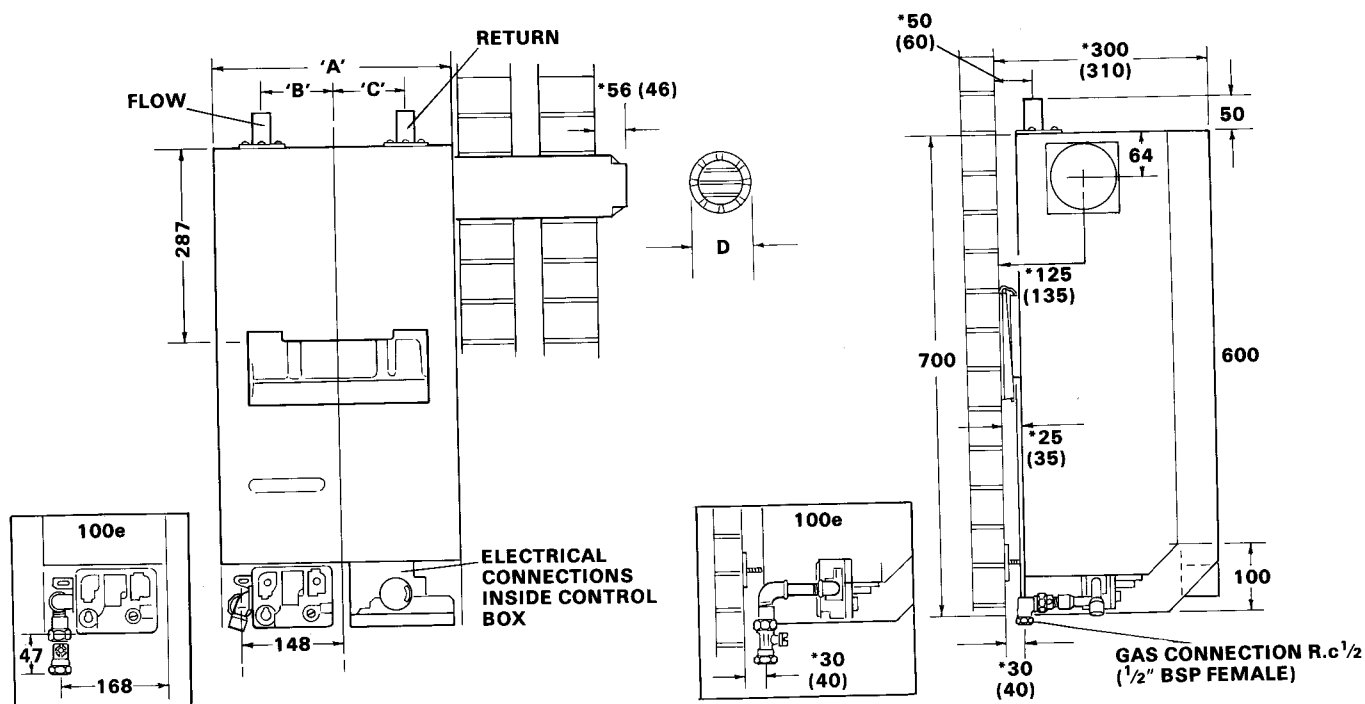 RETURN
'A'
'B'
'C'
FLOW
*56 (46)
287
D
100e
47
168
148
ELECTRICAL
CONNECTIONS
INSIDE CONTROL
BOX
*50
(60)
*300
(310)
50
64
*125
(135)
700
600
*25
(35)
100e
*30
(40)
100
*30
(40)
GAS CONNECTION R.c1/2
(1/2" BSP FEMALE)